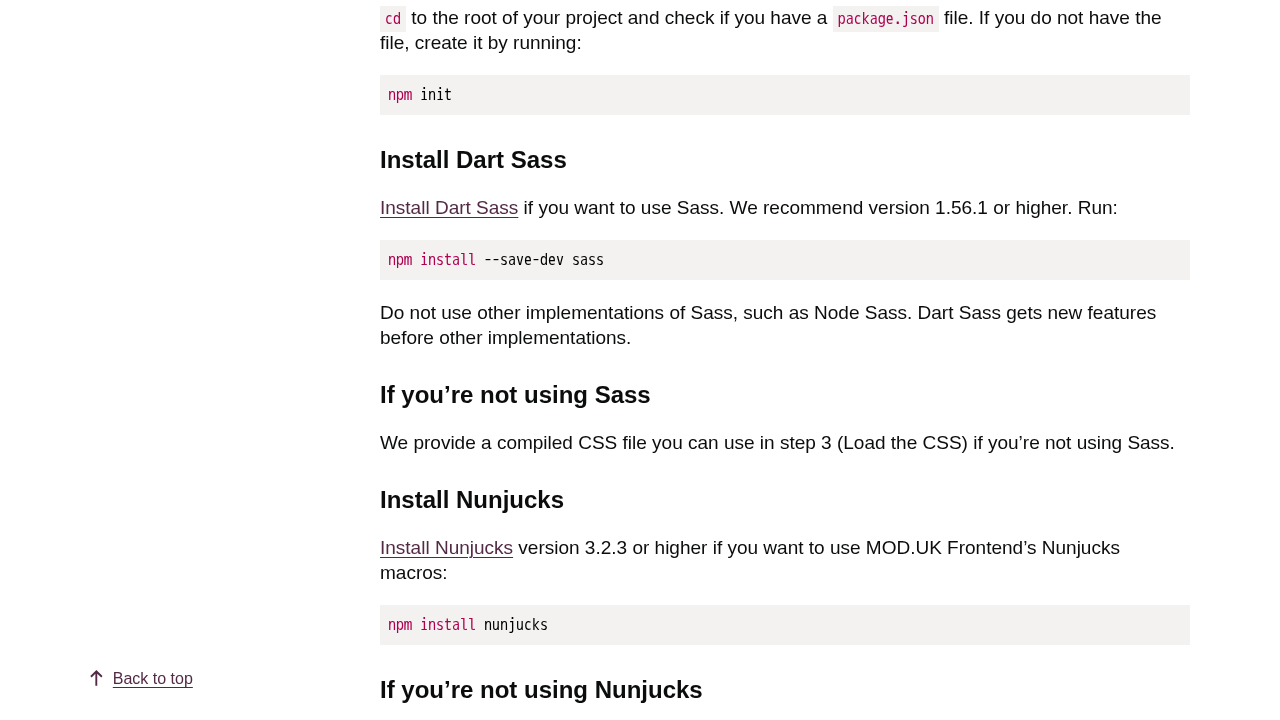 cd to the root of your project and check if you have a package.json file. If you do not have the
file, create it by running:
npm init
Install Dart Sass
Install Dart Sass if you want to use Sass. We recommend version 1.56.1 or higher. Run:
npm install --save-dev sass
Do not use other implementations of Sass, such as Node Sass. Dart Sass gets new features
before other implementations.
If you’re not using Sass
We provide a compiled CSS file you can use in step 3 (Load the CSS) if you’re not using Sass.
Install Nunjucks
Install Nunjucks version 3.2.3 or higher if you want to use MOD.UK Frontend’s Nunjucks
macros:
npm install nunjucks
Back to top
If you’re not using Nunjucks